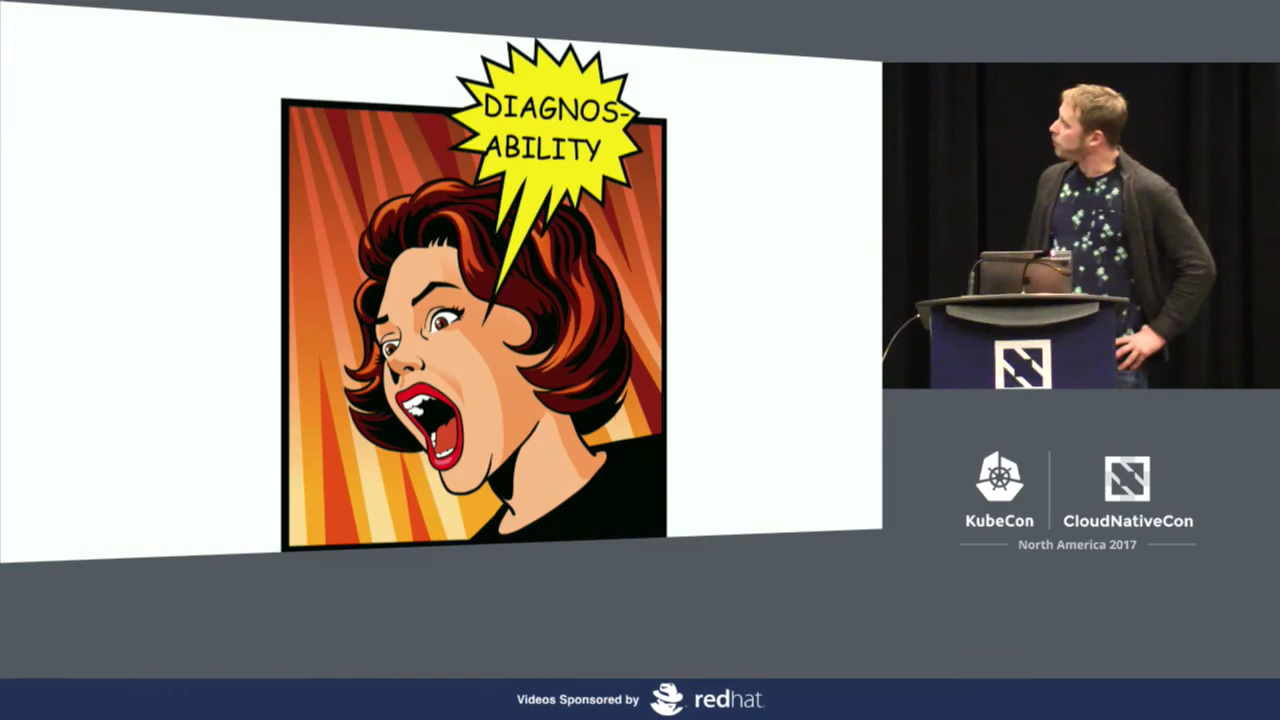 DIAGNOS-
ABILITY
KubeCon
CloudNativeCon
North America 2017
Videos Sponsored by
redhat